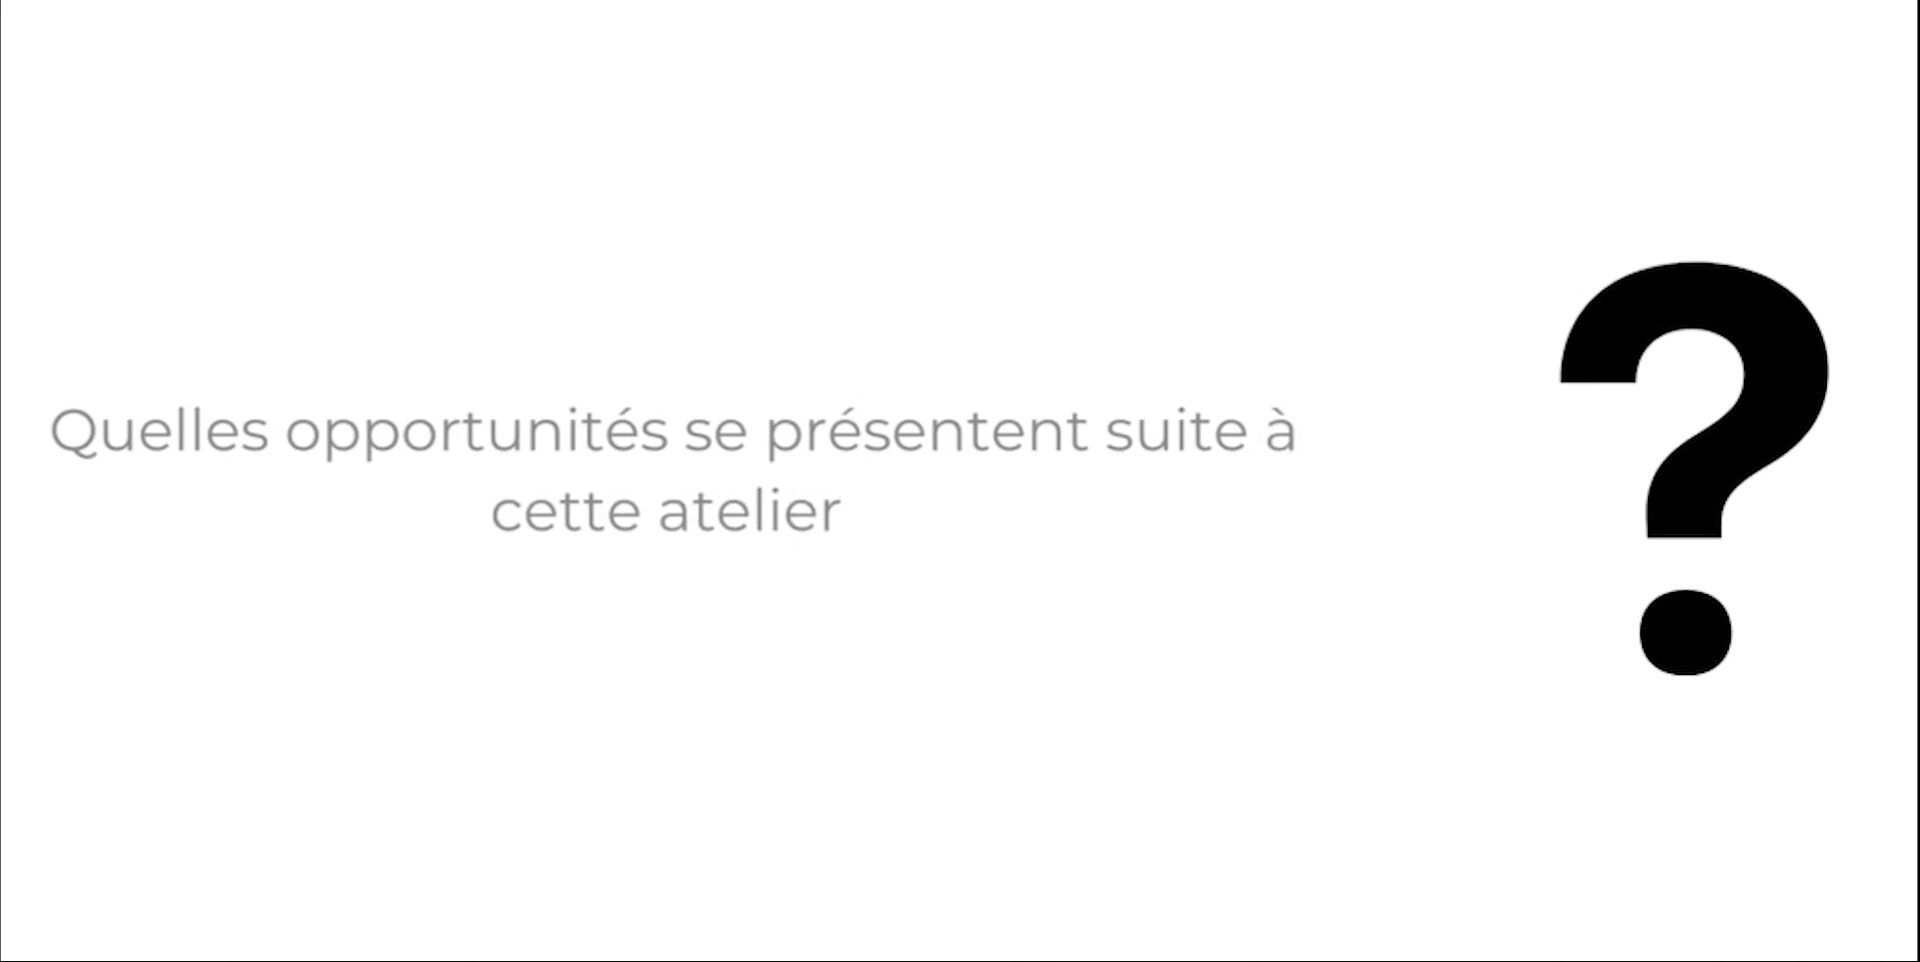 Quelles opportunités se présentent suite à
cette atelier
?